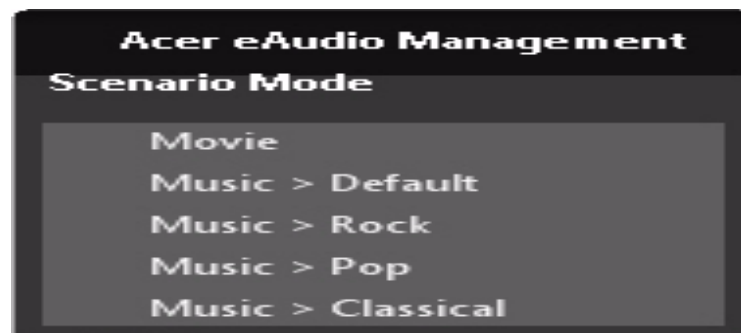 Acer eAudio Management
Scenario Mode
Movie
Music > Default
Music > Rock
Music > Pop
Music > Classical